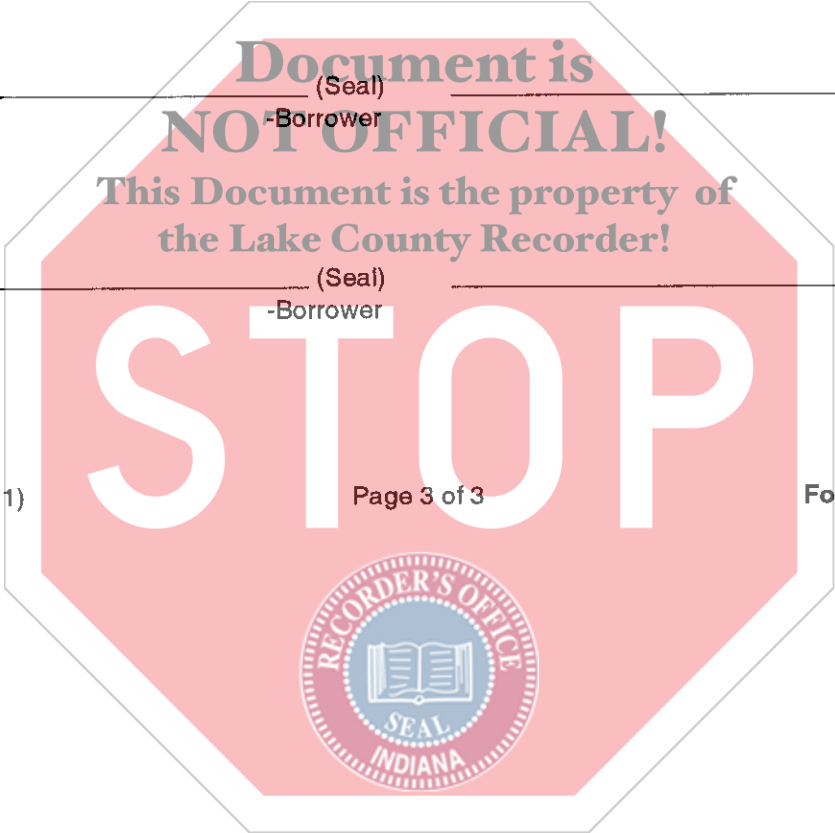 Document is
(Seal)
-Borrower
NOT OFFICIAL!
This Document is the property of
the Lake County Recorder!
(Seal)
-Borrower
STOP
1) Page 3 of 3 Fo
RECORDER'S OFFICE
SEAL
INDIANA